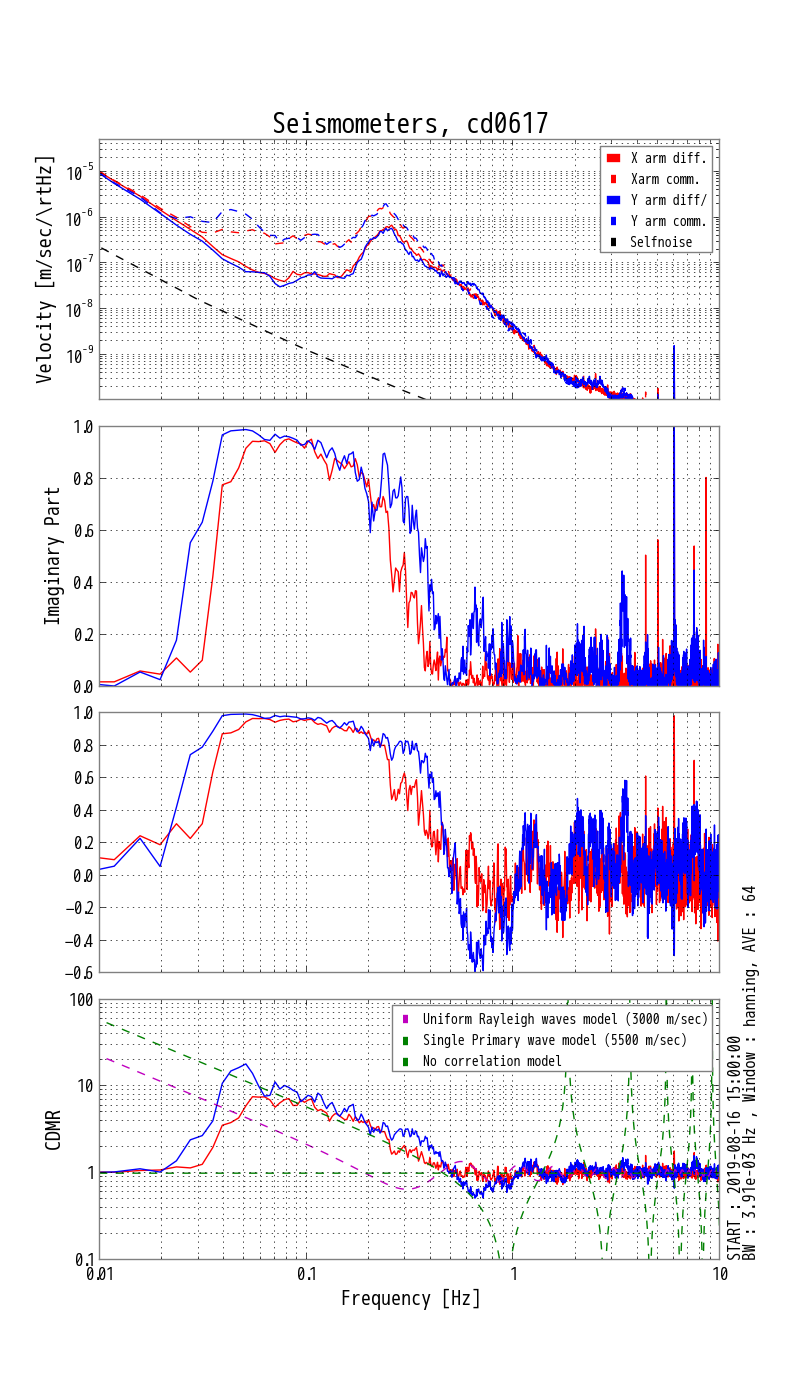 Seismometers, cd0617
Velocity [m/sec/\rtHz]
10^-5
10^-6
10^-7
10^-8
10^-9
X arm diff.
Xarm comm.
Y arm diff/
Y arm comm.
Selfnoise
Imaginary Part
1.0
0.8
0.6
0.4
0.2
0.0
1.0
0.8
0.6
0.4
0.2
0.0
−0.2
−0.4
−0.6
CDMR
100
10
1
0.1
Uniform Rayleigh waves model (3000 m/sec)
Single Primary wave model (5500 m/sec)
No correlation model
0.01 0.1 1 10
Frequency [Hz]
START : 2019-08-16 15:00:00
BW : 3.91e-03 Hz , Window : hanning, AVE : 64